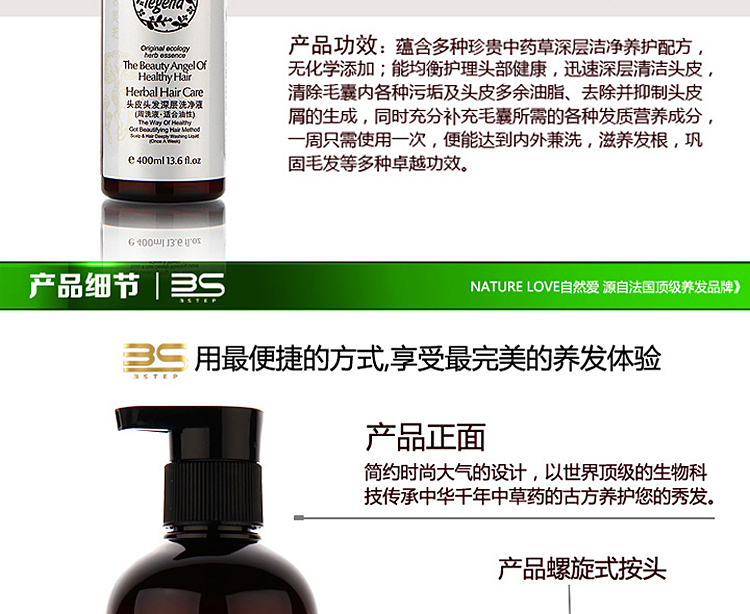 legend
Original ecology
herb essence
The Beauty Angel Of
Healthy Hair
Herbal Hair Care
头皮头发深层洗净液
(周洗液·适合油性)
The Way Of Healthy
Got Beautifying Hair Method
Scalp & Hair Deeply Washing Liquid
(Once A Week)
e 400ml 13.6 fl.oz
产品功效：蕴含多种珍贵中药草深层洁净养护配方，
无化学添加；能均衡护理头部健康，迅速深层清洁头皮，
清除毛囊内各种污垢及头皮多余油脂、去除并抑制头皮
屑的生成，同时充分补充毛囊所需的各种发质营养成分，
一周只需使用一次，便能达到内外兼洗，滋养发根，巩
固毛发等多种卓越功效。
e 400ml 13.6 fl.oz
产品细节 | 3S
3STEP
NATURE LOVE自然爱 源自法国顶级养发品牌》
3S
3STEP
用最便捷的方式,享受最完美的养发体验
产品正面
简约时尚大气的设计，以世界顶级的生物科
技传承中华千年中草药的古方养护您的秀发。
产品螺旋式按头